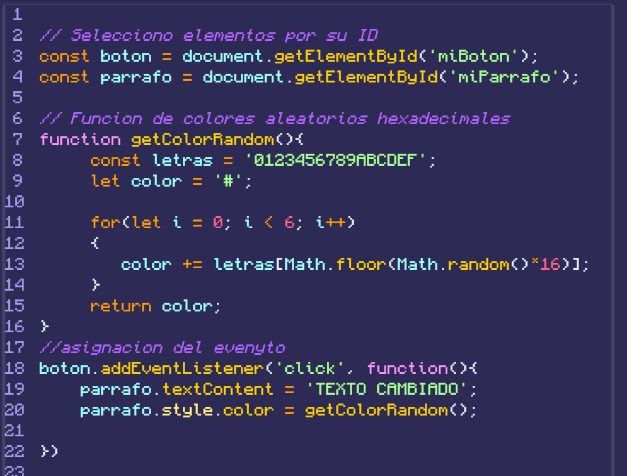 1
2 // Selecciono elementos por su ID
3 const boton = document.getElementById('miBoton');
4 const parrafo = document.getElementById('miParrafo');
5
6 // Funcion de colores aleatorios hexadecimales
7 function getColorRandom(){
8 const letras = '0123456789ABCDEF';
9 let color = '#';
10
11 for(let i = 0; i < 6; i++)
12 {
13 color += letras[Math.floor(Math.random()*16)];
14 }
15 return color;
16 }
17 //asignacion del evenyto
18 boton.addEventListener('click', function(){
19 parrafo.textContent = 'TEXTO CAMBIADO';
20 parrafo.style.color = getColorRandom();
21
22 })
23